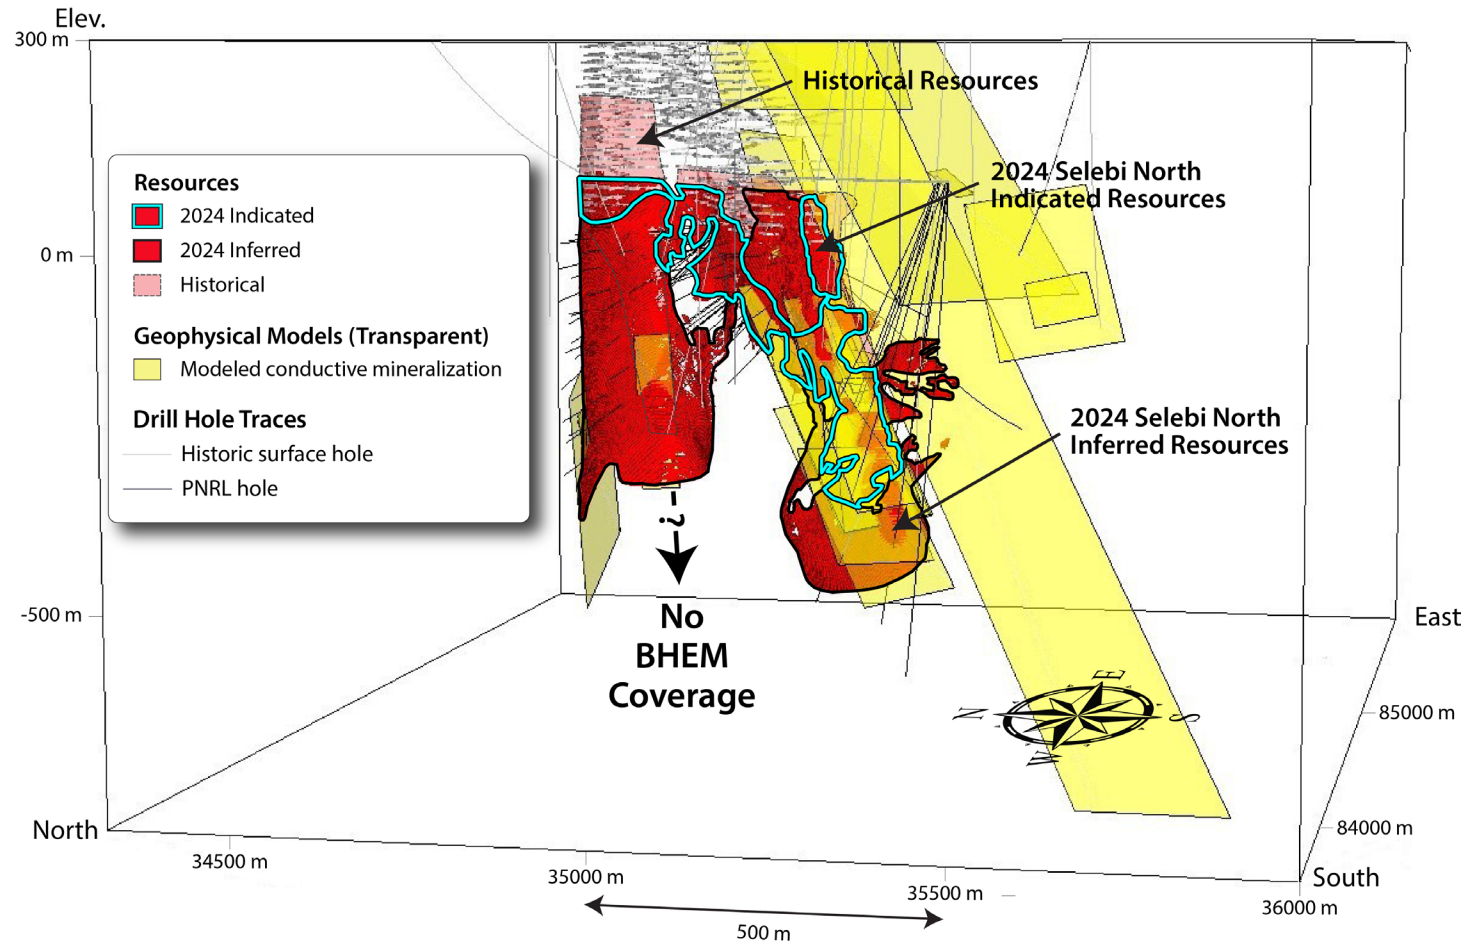 Elev.
300 m
Historical Resources
2024 Selebi North
Indicated Resources
Resources
2024 Indicated
2024 Inferred
Historical
0 m
Geophysical Models (Transparent)
Modeled conductive mineralization
Drill Hole Traces
Historic surface hole
PNRL hole
2024 Selebi North
Inferred Resources
?
No
BHEM
Coverage
-500 m
East
E
N
S
W
85000 m
84000 m
North
34500 m
35000 m
35500 m
South
36000 m
500 m